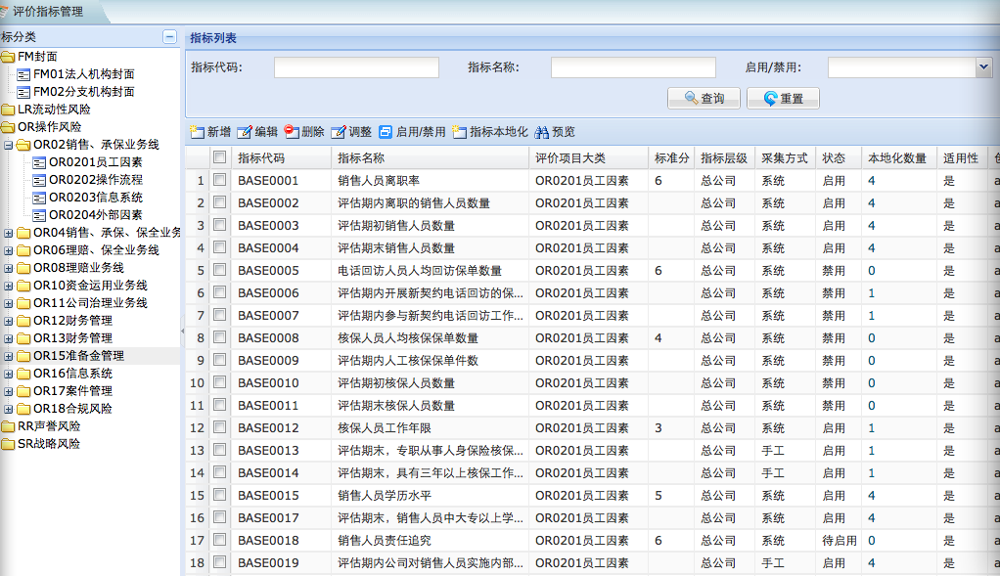 评价指标管理
标分类
FM封面
FM01法人机构封面
FM02分支机构封面
LR流动性风险
OR操作风险
OR02销售、承保业务线
OR0201员工因素
OR0202操作流程
OR0203信息系统
OR0204外部因素
OR04销售、承保、保全业务
OR06理赔、保全业务线
OR08理赔业务线
OR10资金运用业务线
OR11公司治理业务线
OR12财务管理
OR13财务管理
OR15准备金管理
OR16信息系统
OR17案件管理
OR18合规风险
RR声誉风险
SR战略风险
指标列表
指标代码: 指标名称: 启用/禁用:
查询 重置
新增 编辑 删除 调整 启用/禁用 指标本地化 预览
指标代码 指标名称 评价项目大类 标准分 指标层级 采集方式 状态 本地化数量 适用性
1 BASE0001 销售人员离职率 OR0201员工因素 6 总公司 系统 启用 4 是 a
2 BASE0002 评估期内离职的销售人员数量 OR0201员工因素 总公司 系统 启用 4 是 a
3 BASE0003 评估期初销售人员数量 OR0201员工因素 总公司 系统 启用 4 是 a
4 BASE0004 评估期末销售人员数量 OR0201员工因素 总公司 系统 启用 4 是 a
5 BASE0005 电话回访人员人均回访保单数量 OR0201员工因素 6 总公司 系统 禁用 0 是 a
6 BASE0006 评估期内开展新契约电话回访的保... OR0201员工因素 总公司 系统 禁用 1 是 a
7 BASE0007 评估期内参与新契约电话回访工作... OR0201员工因素 总公司 系统 禁用 1 是 a
8 BASE0008 核保人员人均核保保单数量 OR0201员工因素 4 总公司 系统 禁用 0 是 a
9 BASE0009 评估期内人工核保保单件数 OR0201员工因素 总公司 系统 禁用 0 是 a
10 BASE0010 评估期初核保人员数量 OR0201员工因素 总公司 系统 禁用 0 是 a
11 BASE0011 评估期末核保人员数量 OR0201员工因素 总公司 系统 禁用 0 是 a
12 BASE0012 核保人员工作年限 OR0201员工因素 3 总公司 系统 启用 1 是 a
13 BASE0013 评估期末，专职从事人身保险核保... OR0201员工因素 总公司 手工 启用 1 是 a
14 BASE0014 评估期末，具有三年以上核保工作... OR0201员工因素 总公司 手工 启用 1 是 a
15 BASE0015 销售人员学历水平 OR0201员工因素 5 总公司 系统 启用 4 是 a
16 BASE0017 评估期末，销售人员中大专以上学... OR0201员工因素 总公司 系统 启用 4 是 a
17 BASE0018 销售人员责任追究 OR0201员工因素 6 总公司 系统 待启用 0 是 a
18 BASE0019 评估期内公司对销售人员实施内部... OR0201员工因素 总公司 手工 启用 4 是 a